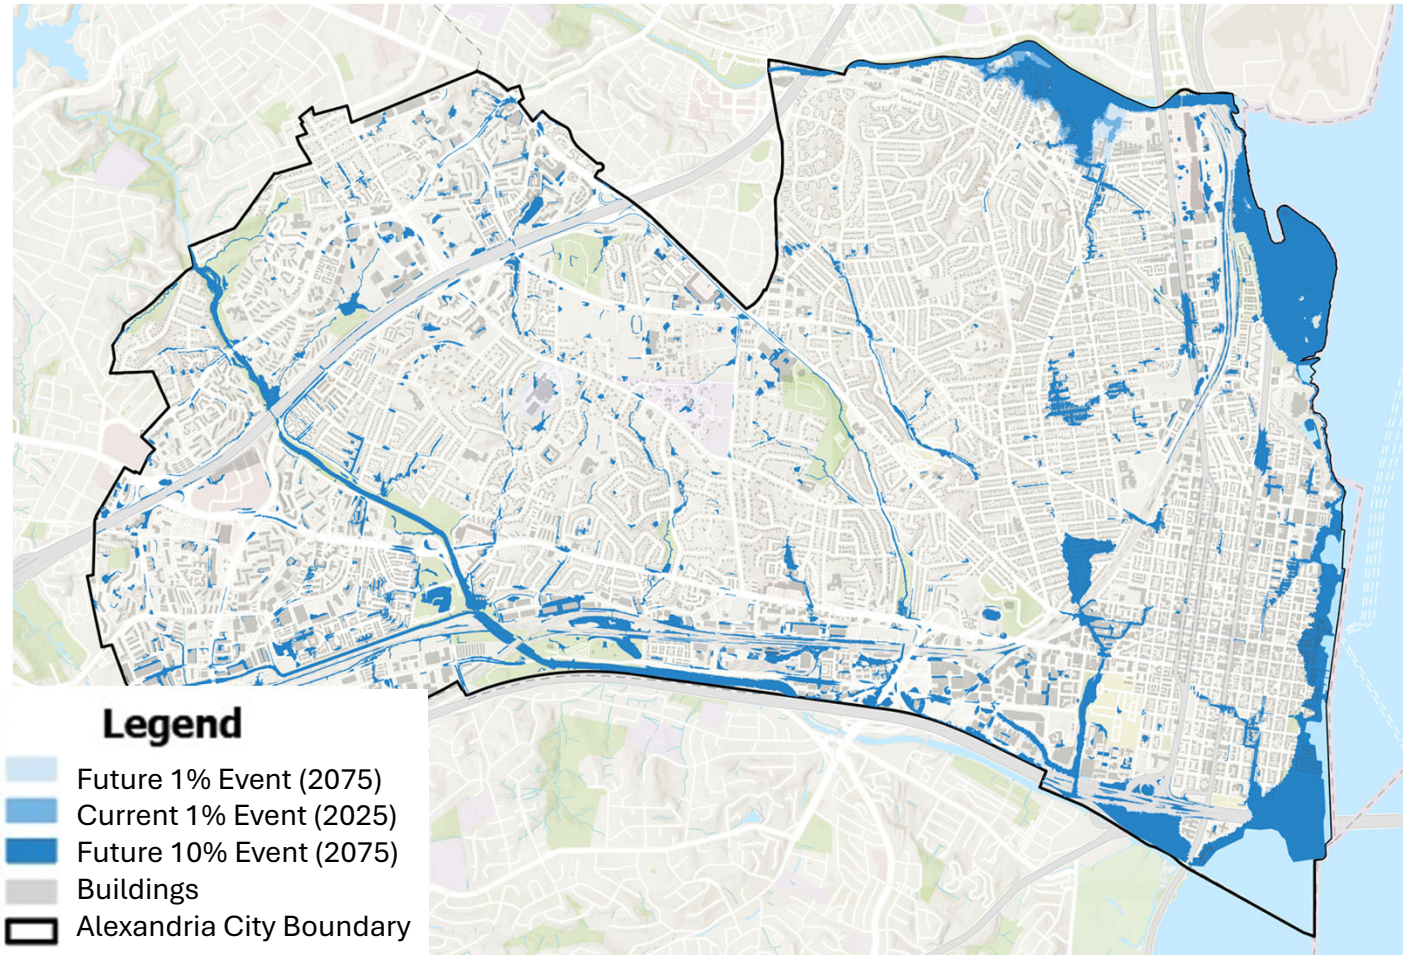 Legend
Future 1% Event (2075)
Current 1% Event (2025)
Future 10% Event (2075)
Buildings
Alexandria City Boundary